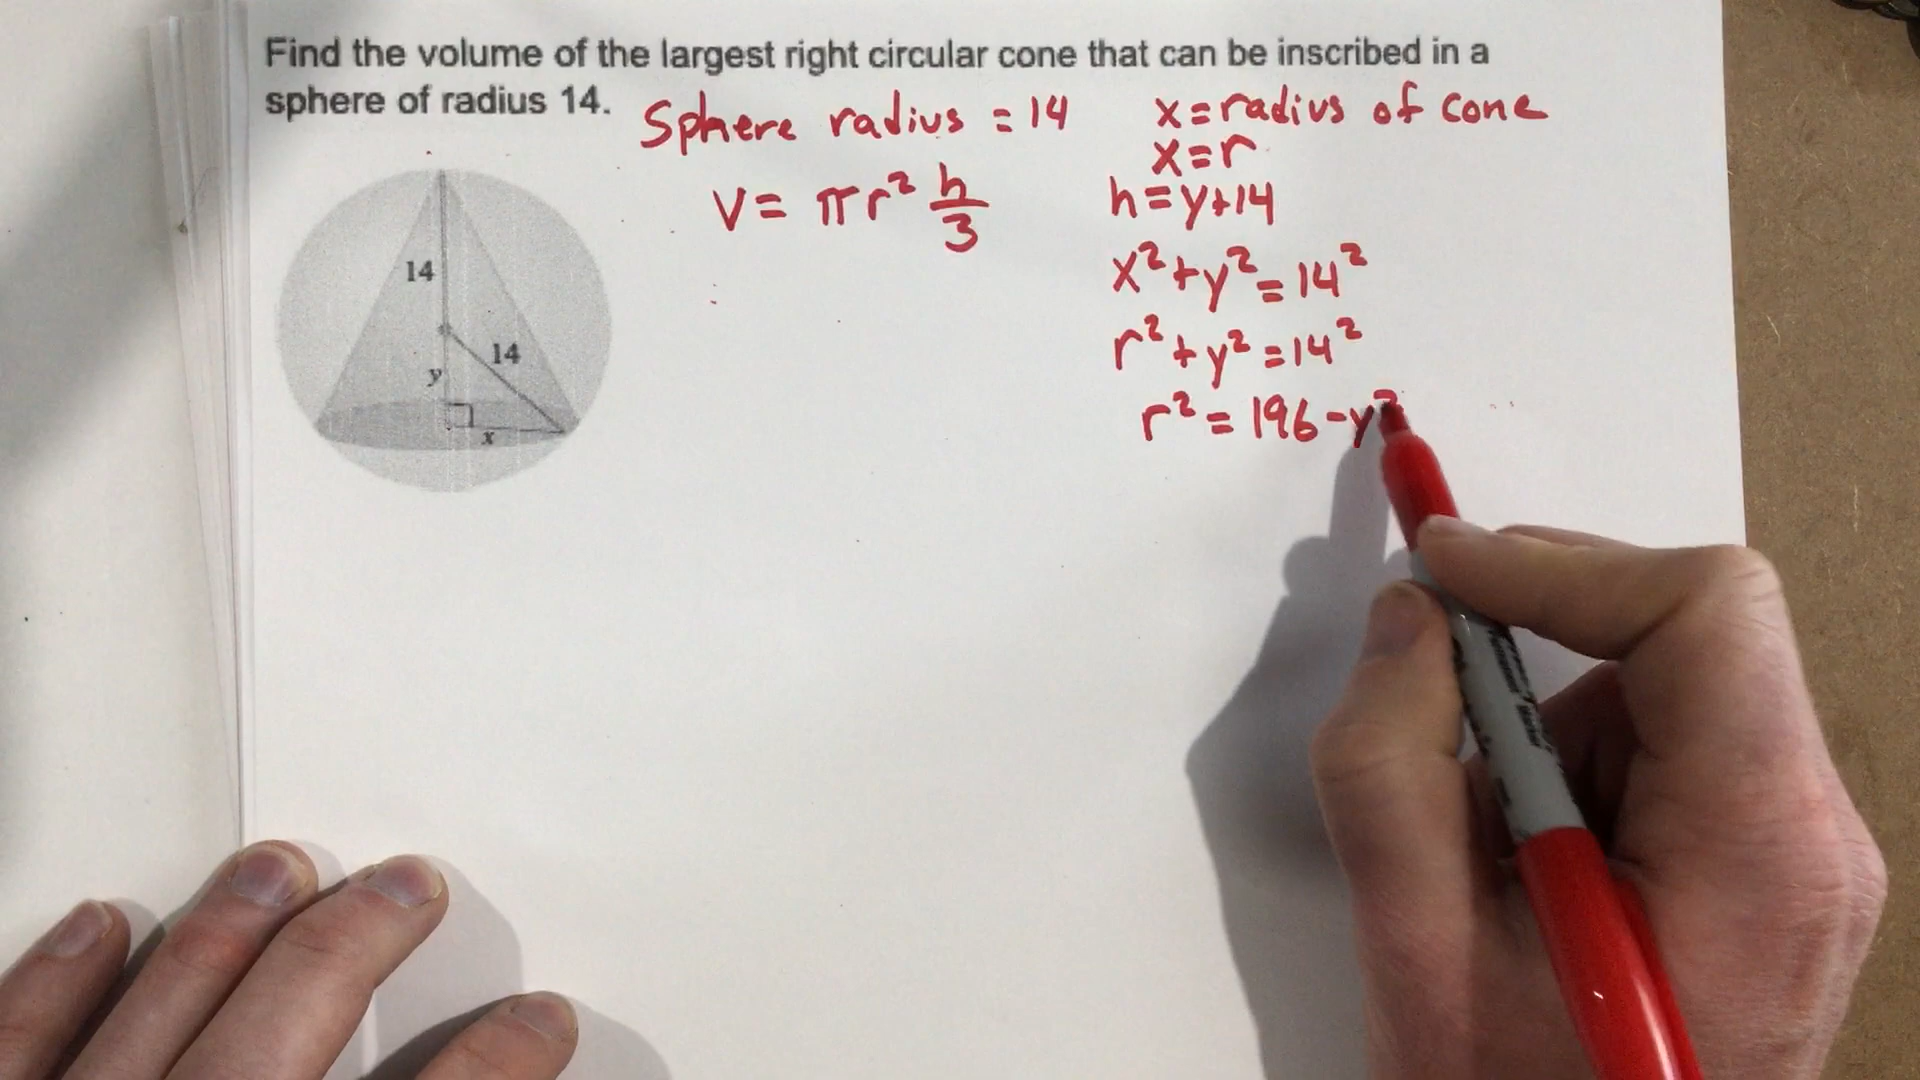 Find the volume of the largest right circular cone that can be inscribed in a
sphere of radius 14.
Sphere radius = 14
x = radius of cone
x = r
V = πr² h/3
h = y + 14
x² + y² = 14²
r² + y² = 14²
r² = 196 - y²
14
14
y
x